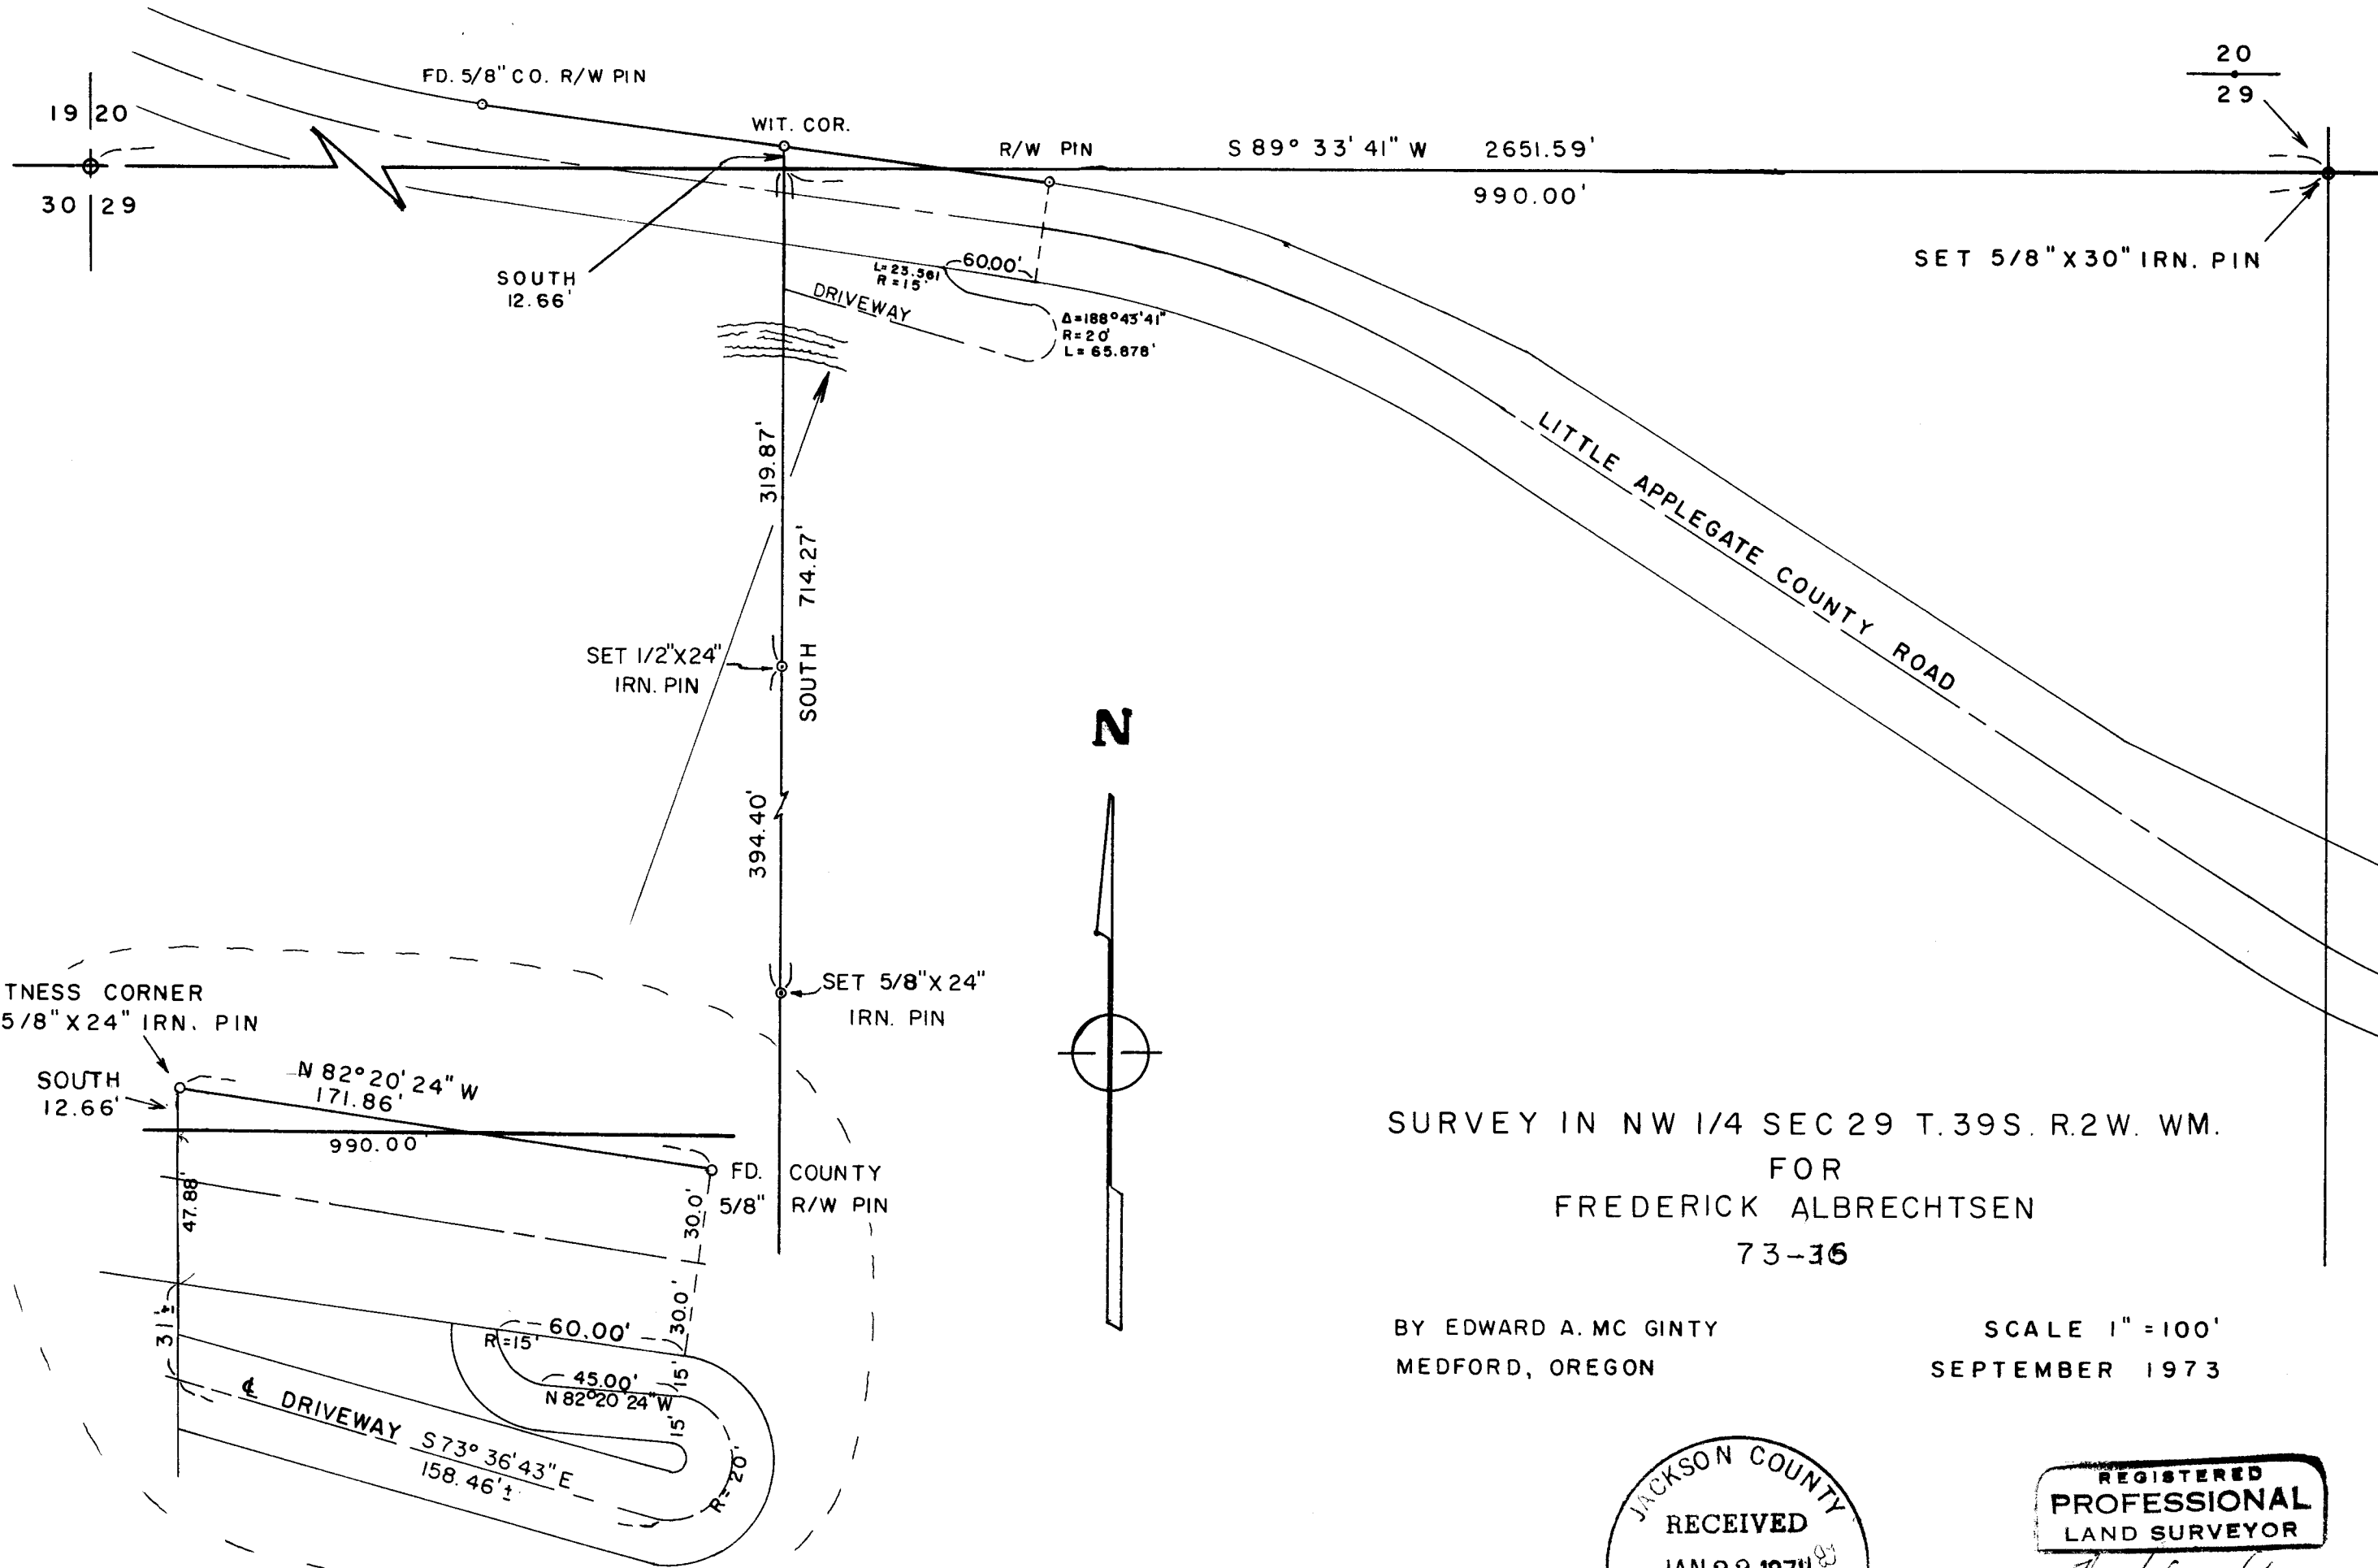 FD. 5/8" CO. R/W PIN
19 20
30 29
WIT. COR.
R/W PIN
S 89° 33' 41" W 2651.59'
990.00'
20
29
SET 5/8" X 30" IRN. PIN
SOUTH
12.66'
L=23.561
R=15'
60.00'
DRIVEWAY
Δ=188°43'41"
R=20'
L=65.878'
319.87'
SOUTH 714.27'
LITTLE APPLEGATE COUNTY ROAD
SET 1/2" X 24"
IRN. PIN
394.40'
N
SET 5/8" X 24"
IRN. PIN
TNESS CORNER
5/8" X 24" IRN. PIN
SOUTH
12.66'
N 82° 20' 24" W
171.86'
990.00'
FD. COUNTY
5/8" R/W PIN
47.88'
30.0'
30.0'
31'±
R=15'
60.00'
15'
45.00'
N 82° 20' 24" W
15'
R=20'
℄ DRIVEWAY S 73° 36' 43" E
158.46'±
SURVEY IN NW 1/4 SEC 29 T.39S. R.2W. WM.
FOR
FREDERICK ALBRECHTSEN
BY EDWARD A. MC GINTY
MEDFORD, OREGON
SCALE 1" = 100'
SEPTEMBER 1973
JACKSON COUNTY
RECEIVED
REGISTERED
PROFESSIONAL
LAND SURVEYOR